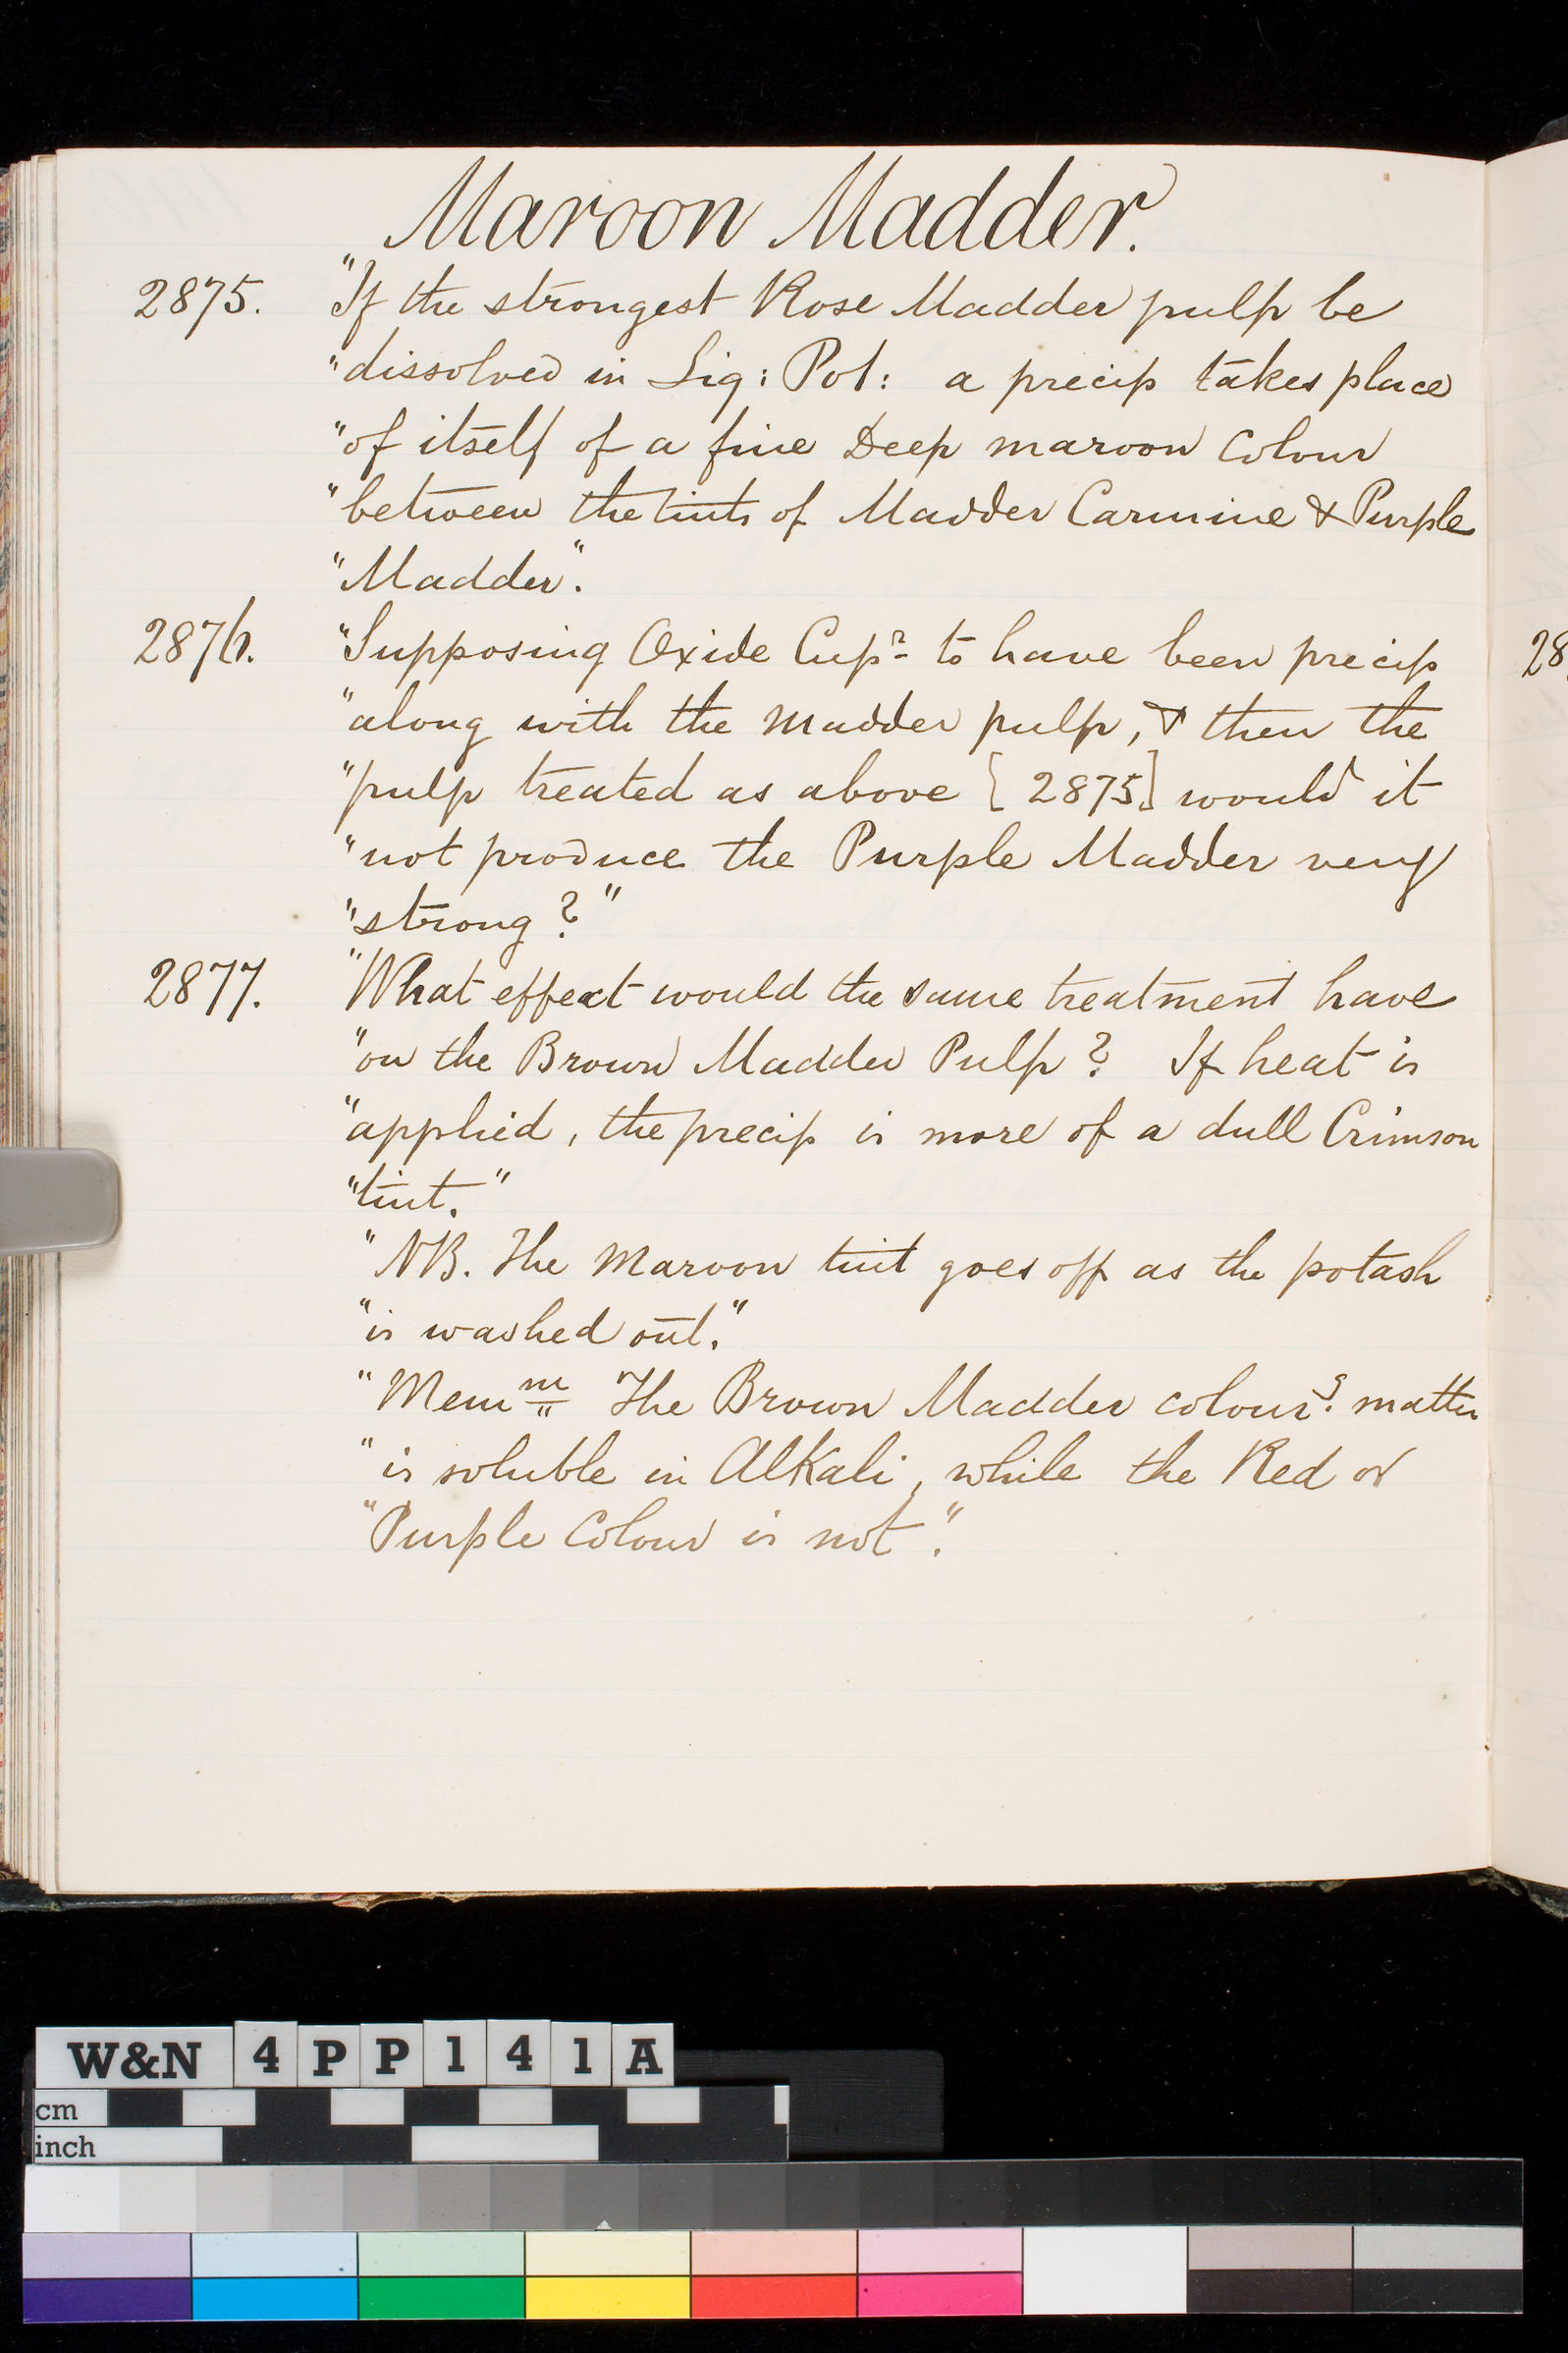 Maroon Madder.
2875. "If the strongest Rose Madder pulp be
"dissolved in Liq: Pot: a precip takes place
"of itself of a fine Deep maroon Colour
"between the tints of Madder Carmine & Purple
"Madder".
2876. "Supposing Oxide Cupr to have been precip
"along with the Madder pulp, & then the
"pulp treated as above [2875] would it
"not produce the Purple Madder very
"strong?"
2877. "What effect would the same treatment have
"on the Brown Madder Pulp? If heat is
"applied, the precip is more of a dull Crimson
"tint."
"NB. The Maroon tint goes off as the potash
"is washed out."
"Memm The Brown Madder colourg matter
"is soluble in Alkali, while the Red or
"Purple Colour is not".
28
W&N 4PP141A
cm
inch